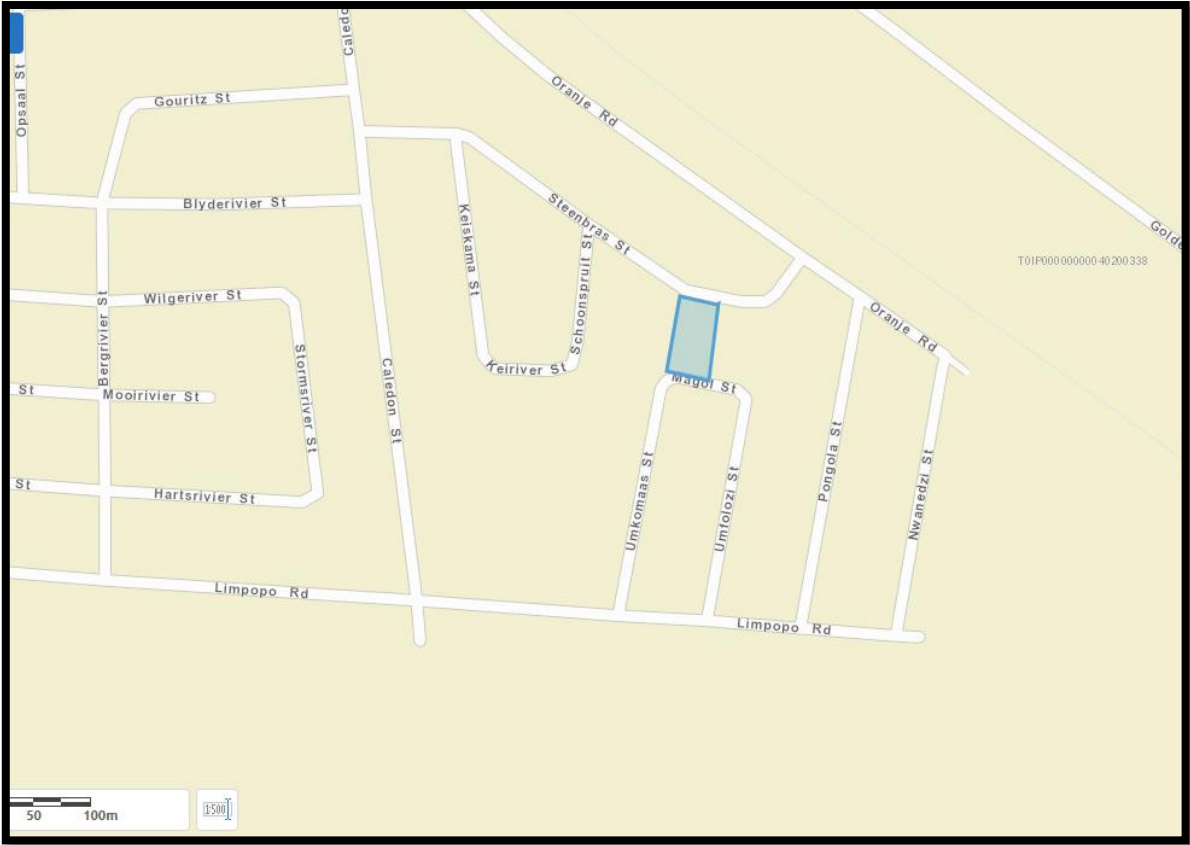 Caledo
Opsaal St
Gouritz St
Oranje Rd
Blyderivier St
Keiskama St
Steenbras St
Schoonspruit St
Golde
T0IP00000000040200338
Wilgeriver St
Bergrivier St
Stormsriver St
Oranje Rd
Keiriver St
Caledon St
Magol St
St
Mooirivier St
Pongola St
Umkomaas St
Umfolozi St
Nwanedzi St
St
Hartsrivier St
Limpopo Rd
Limpopo Rd
50 100m
1:500